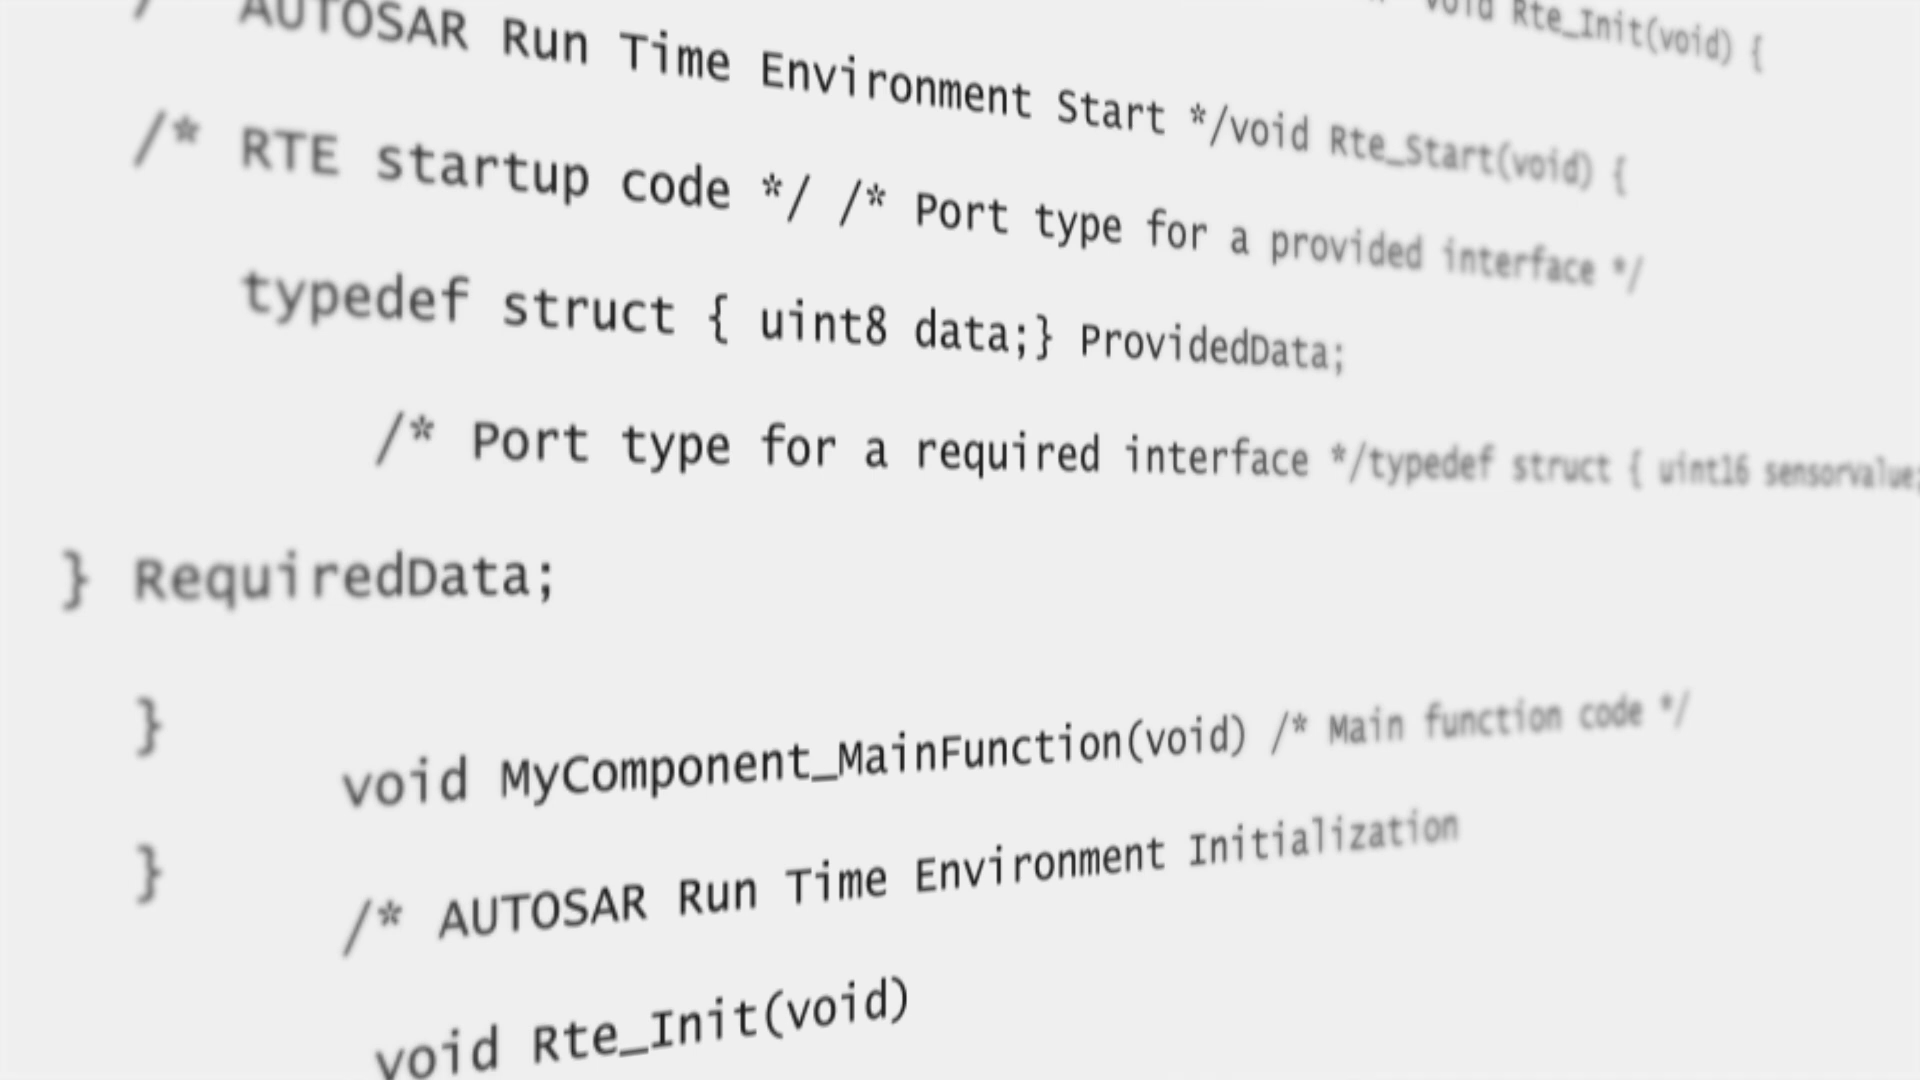 void Rte_Init(void) {
/* AUTOSAR Run Time Environment Start */void Rte_Start(void) {
/* RTE startup code */ /* Port type for a provided interface */
typedef struct { uint8 data;} ProvidedData;
/* Port type for a required interface */typedef struct { uint16 sensorvalue;
} RequiredData;
}
void MyComponent_MainFunction(void) /* Main function code */
}
/* AUTOSAR Run Time Environment Initialization
void Rte_Init(void)